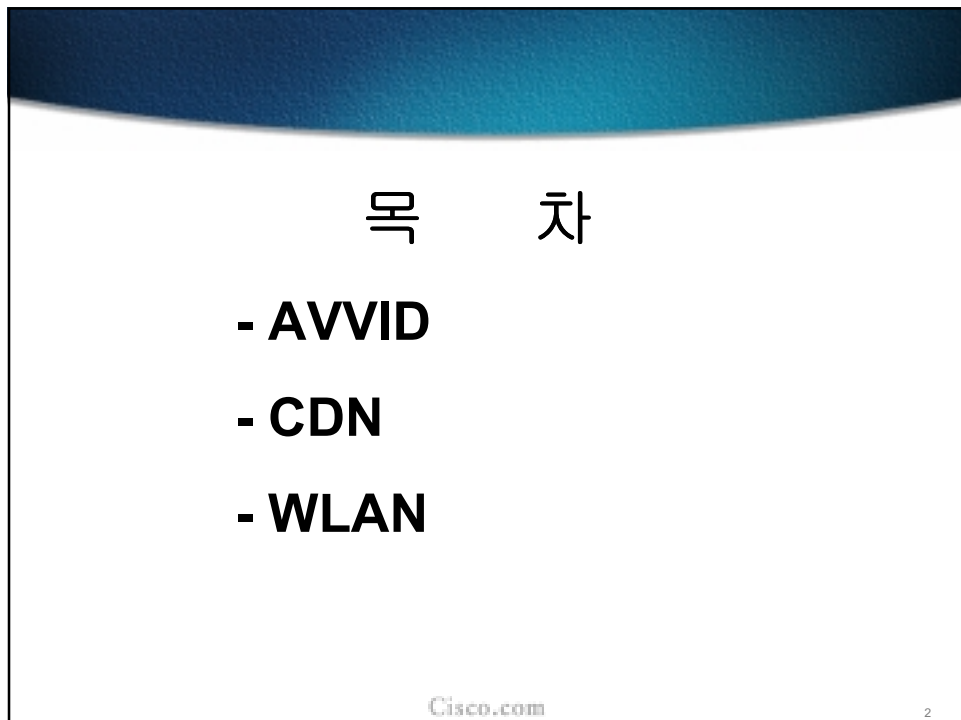 목 차
- AVVID
- CDN
- WLAN
Cisco.com
2